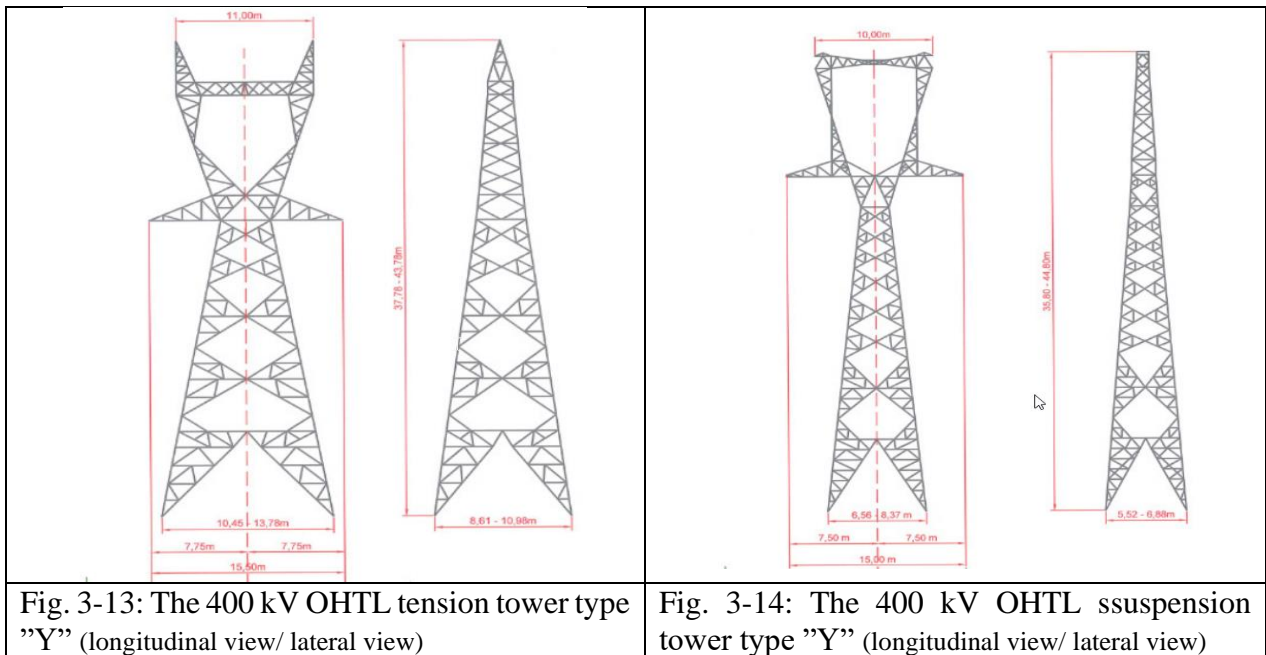 11,00m
37,78 - 43,78m
10,45 - 13,78m
8,61 - 10,98m
7,75m 7,75m
15,50m
10,00m
35,80 - 44,80m
6,56 - 8,37 m
5,52 - 6,88m
7,50 m 7,50 m
15,00 m
Fig. 3-13: The 400 kV OHTL tension tower type
”Y” (longitudinal view/ lateral view)
Fig. 3-14: The 400 kV OHTL ssuspension
tower type ”Y” (longitudinal view/ lateral view)